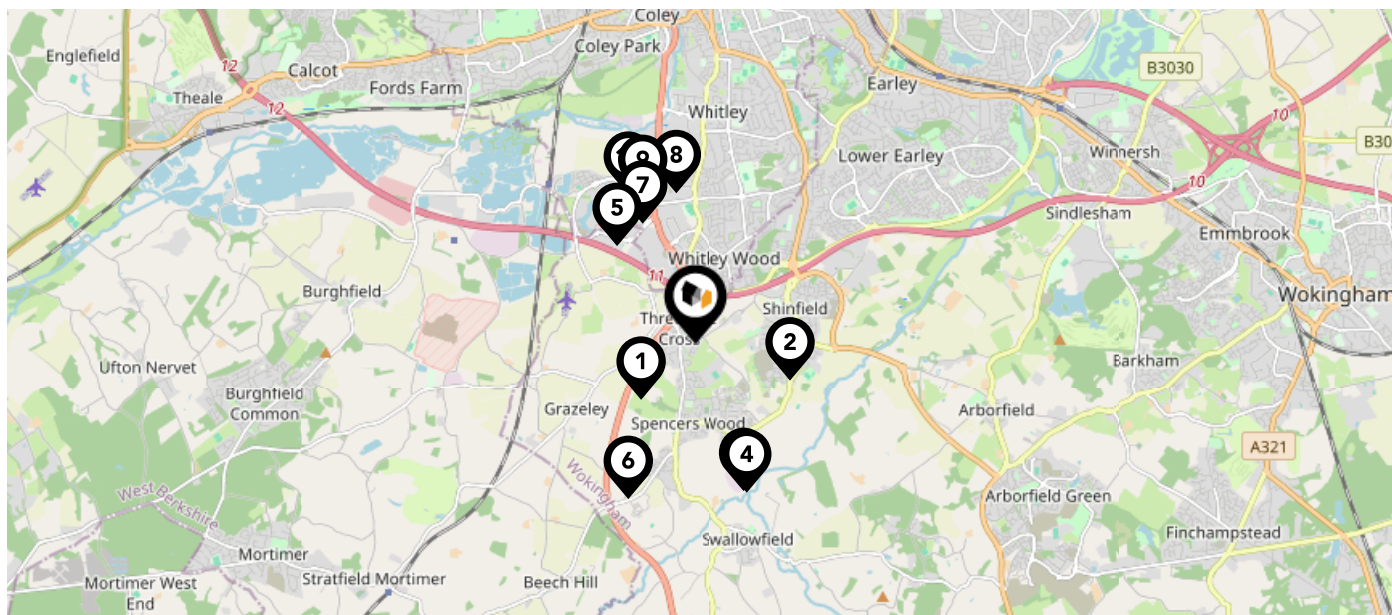 Coley
Englefield
Coley Park
12
Calcot
B3030
Fords Farm
Earley
Theale
12
Whitley
10
B30
8
7
Lower Earley
Winnersh
10
5
Sindlesham
Emmbrook
Whitley Wood
11
Burghfield
Wokingham
Shinfield
Thre
Cross
2
1
Ufton Nervet
Barkham
Burghfield
Common
Grazeley
Arborfield
Spencers Wood
A321
4
6
West Berkshire
Wokingham
Arborfield Green
Finchampstead
Swallowfield
Mortimer
Stratfield Mortimer
Beech Hill
Mortimer West
End